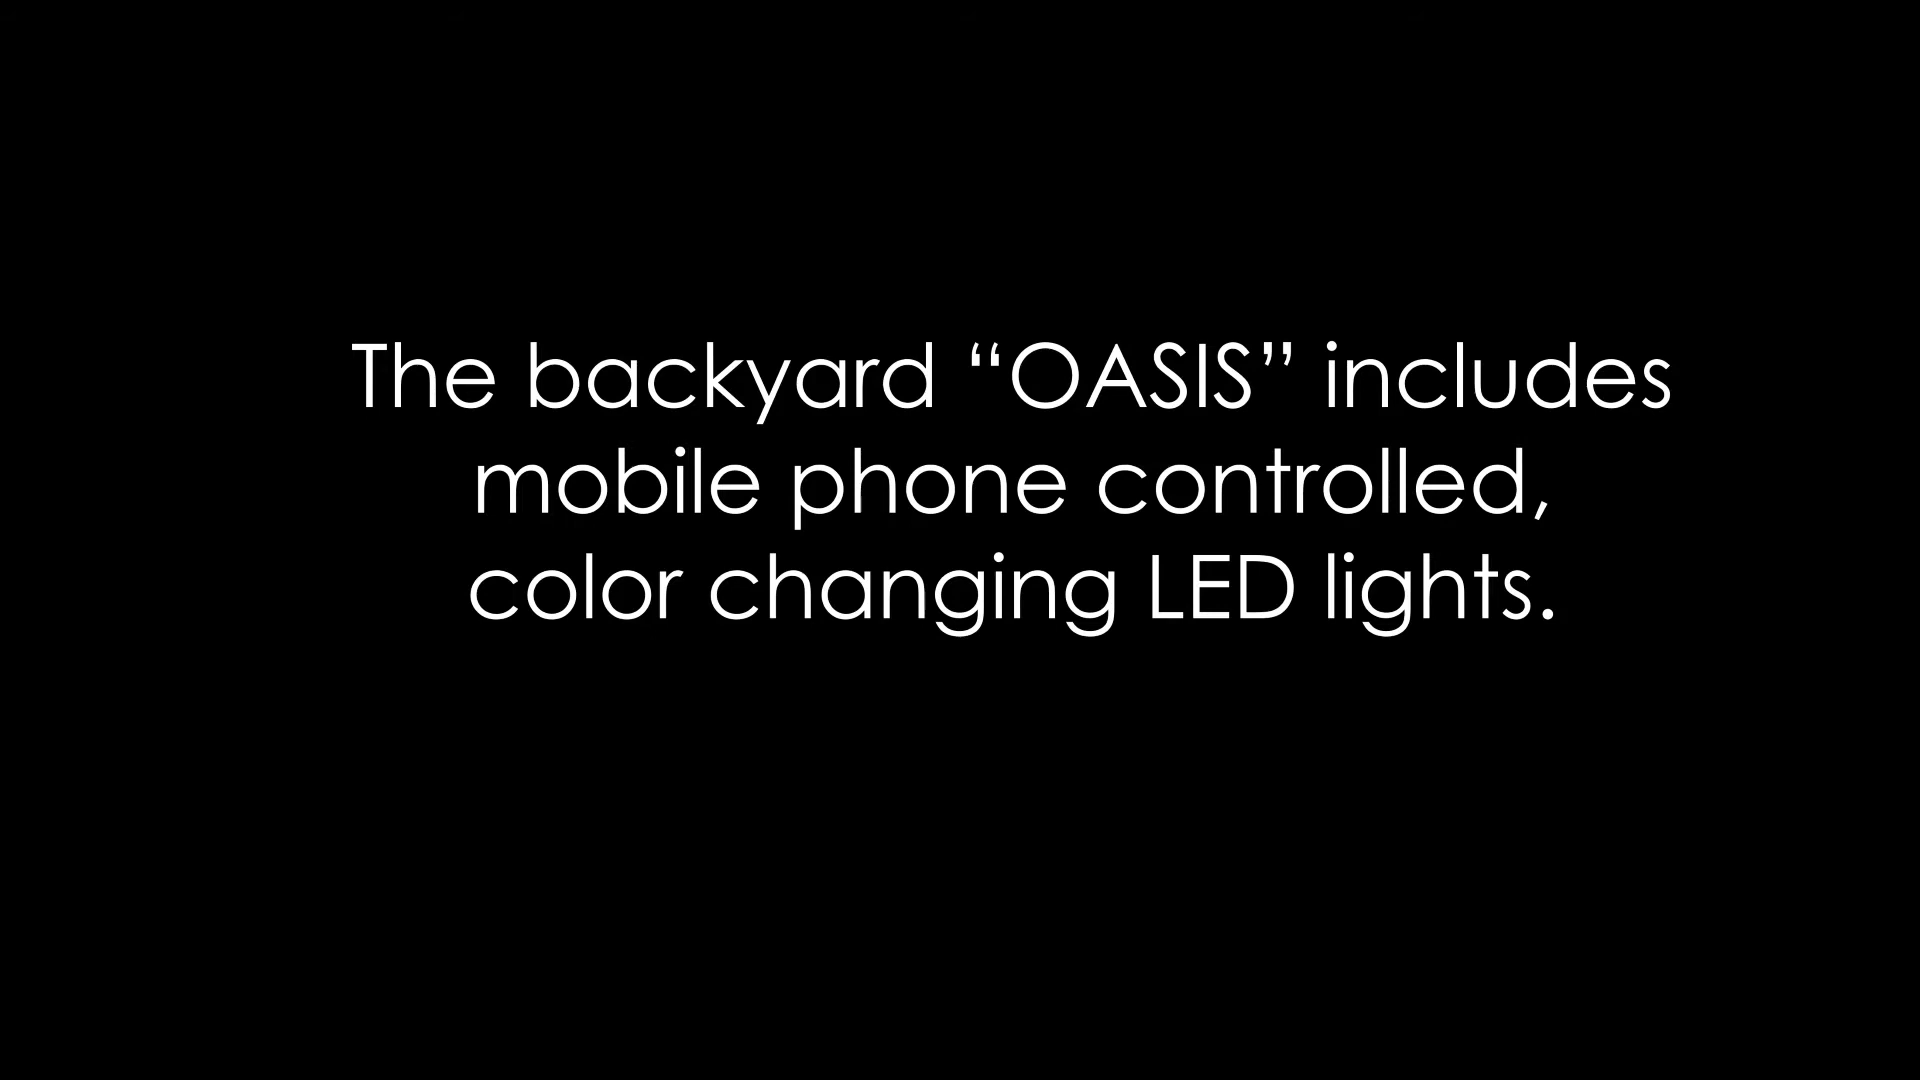 The backyard “OASIS” includes
mobile phone controlled,
color changing LED lights.